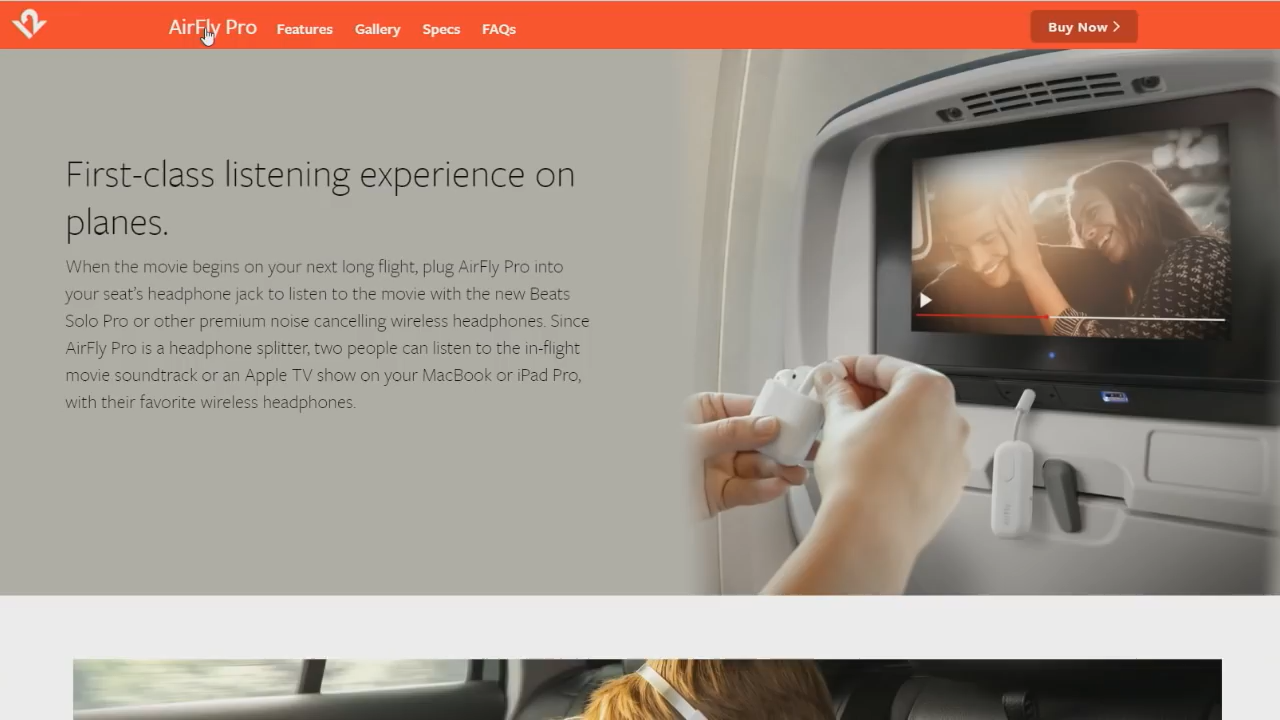 AirFly Pro
Features
Gallery
Specs
FAQs
Buy Now
First-class listening experience on
planes.
When the movie begins on your next long flight, plug AirFly Pro into
your seat's headphone jack to listen to the movie with the new Beats
Solo Pro or other premium noise cancelling wireless headphones. Since
AirFly Pro is a headphone splitter, two people can listen to the in-flight
movie soundtrack or an Apple TV show on your MacBook or iPad Pro,
with their favorite wireless headphones.